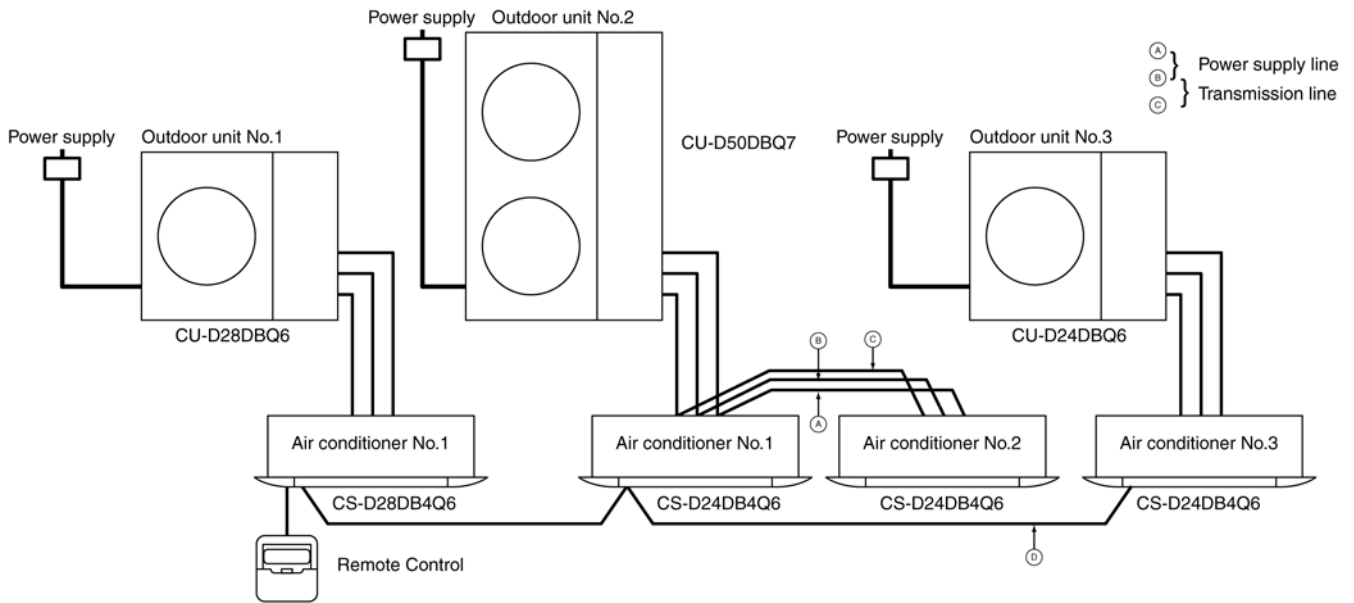 Power supply
Outdoor unit No.2
Ⓐ
Ⓑ
Ⓒ
} Power supply line
} Transmission line
Power supply
Outdoor unit No.1
CU-D50DBQ7
Power supply
Outdoor unit No.3
CU-D28DBQ6
CU-D24DBQ6
Ⓑ
Ⓒ
Ⓐ
Air conditioner No.1
Air conditioner No.1
Air conditioner No.2
Air conditioner No.3
CS-D28DB4Q6
CS-D24DB4Q6
CS-D24DB4Q6
CS-D24DB4Q6
Ⓓ
Remote Control